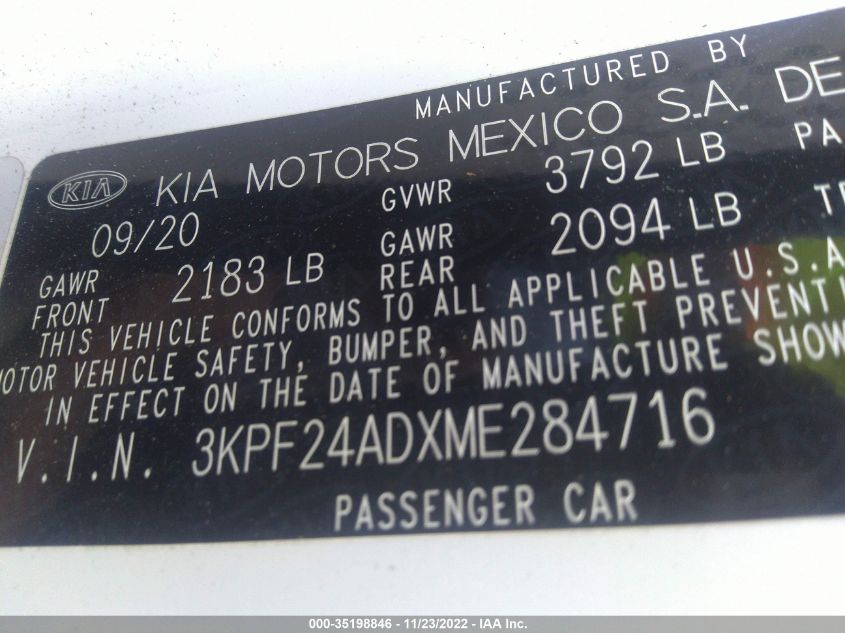 MANUFACTURED BY
KIA KIA MOTORS MEXICO S.A. DE
09/20 GVWR 3792 LB PA
GAWR FRONT 2183 LB GAWR REAR 2094 LB
THIS VEHICLE CONFORMS TO ALL APPLICABLE U.S.A
MOTOR VEHICLE SAFETY, BUMPER, AND THEFT PREVENTI
IN EFFECT ON THE DATE OF MANUFACTURE SHOW
V.I.N. 3KPF24ADXME284716
PASSENGER CAR
000-35198846 - 11/23/2022 - IAA Inc.